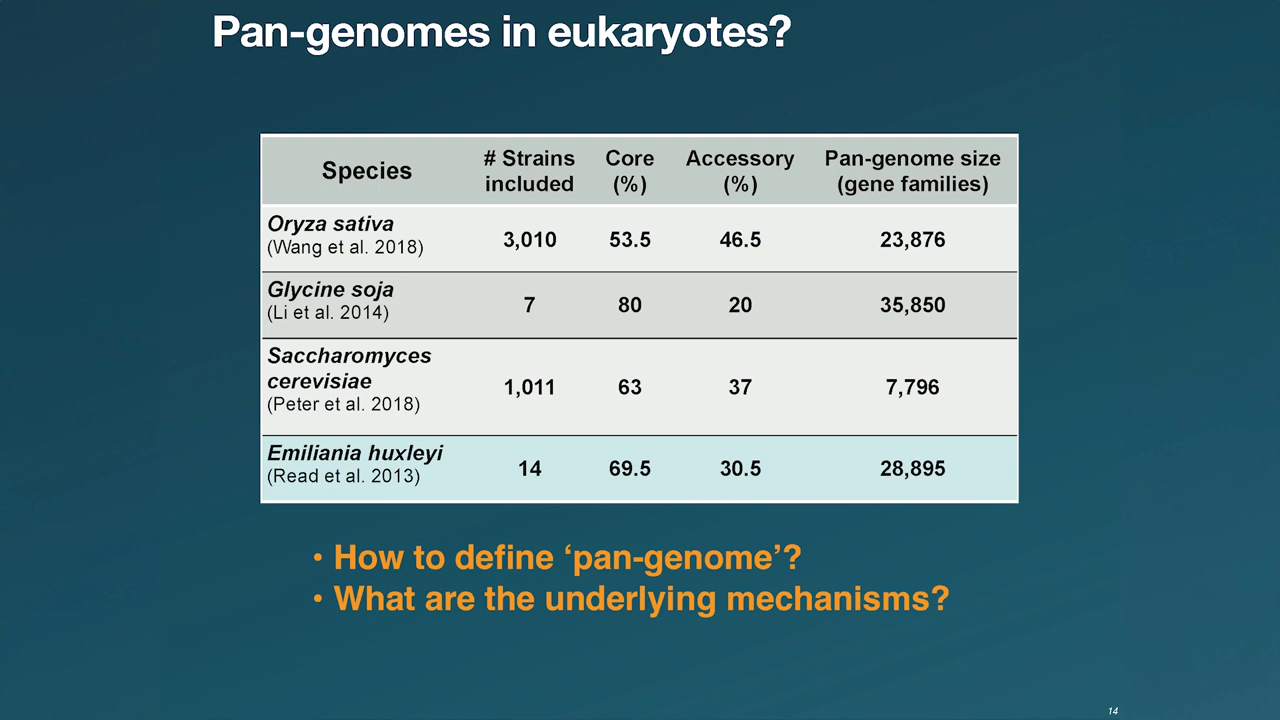 Pan-genomes in eukaryotes?
Species
# Strains included
Core (%)
Accessory (%)
Pan-genome size (gene families)
Oryza sativa
(Wang et al. 2018)
3,010 53.5 46.5 23,876
Glycine soja
(Li et al. 2014)
7 80 20 35,850
Saccharomyces
cerevisiae
(Peter et al. 2018)
1,011 63 37 7,796
Emiliania huxleyi
(Read et al. 2013)
14 69.5 30.5 28,895
• How to define ‘pan-genome’?
• What are the underlying mechanisms?
14